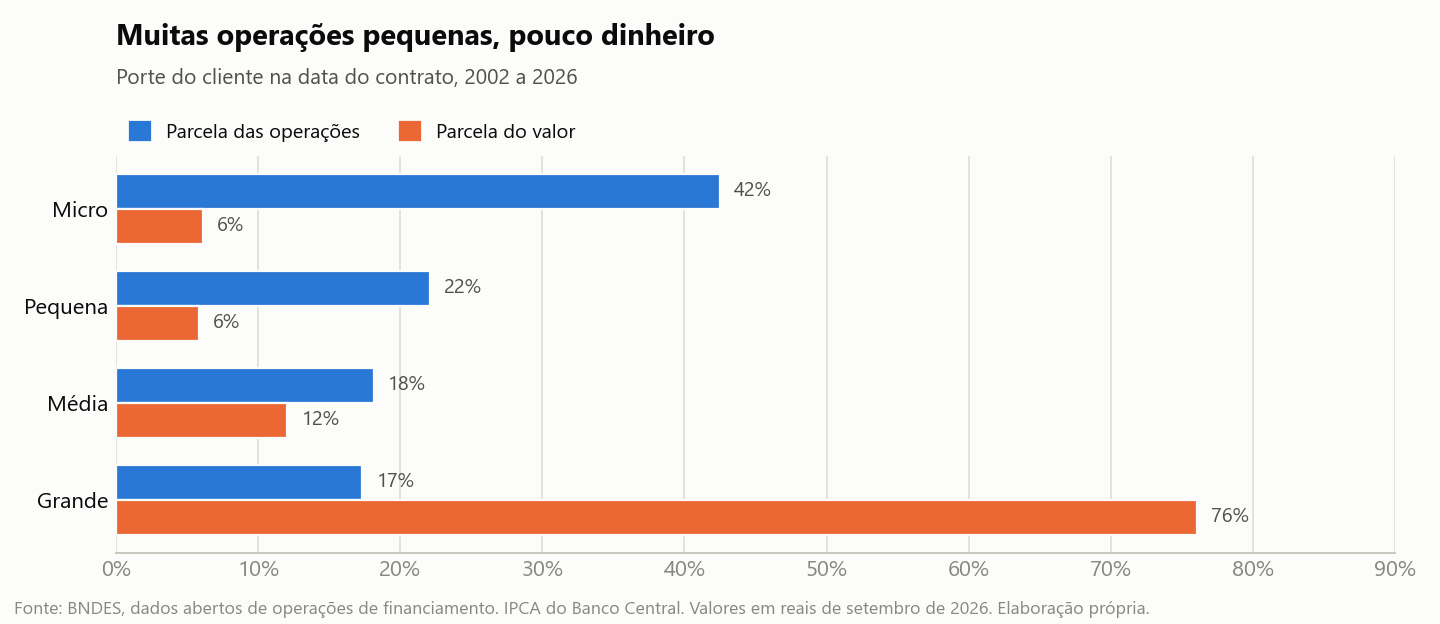 Muitas operações pequenas, pouco dinheiro
Porte do cliente na data do contrato, 2002 a 2026
Parcela das operações
Parcela do valor
Micro
42%
6%
Pequena
22%
6%
Média
18%
12%
Grande
17%
76%
0% 10% 20% 30% 40% 50% 60% 70% 80% 90%
Fonte: BNDES, dados abertos de operações de financiamento. IPCA do Banco Central. Valores em reais de setembro de 2026. Elaboração própria.